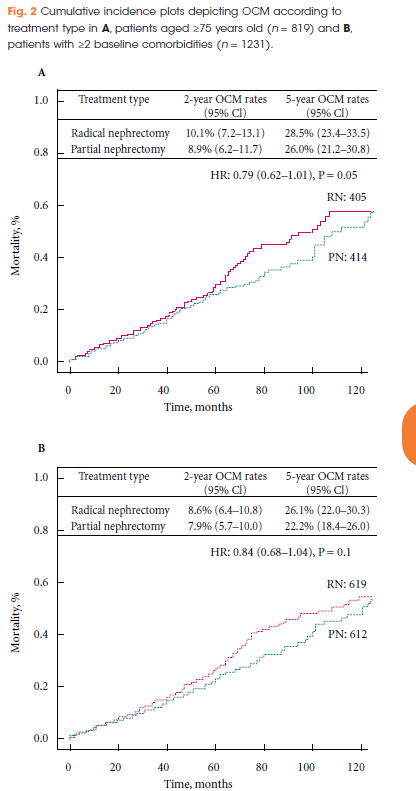 Fig. 2 Cumulative incidence plots depicting OCM according to
treatment type in A, patients aged ≥75 years old (n = 819) and B,
patients with ≥2 baseline comorbidities (n = 1231).
A
1.0
Treatment type 2-year OCM rates 5-year OCM rates
(95% CI) (95% CI)
Radical nephrectomy 10.1% (7.2–13.1) 28.5% (23.4–33.5)
0.8 Partial nephrectomy 8.9% (6.2–11.7) 26.0% (21.2–30.8)
HR: 0.79 (0.62–1.01), P = 0.05
RN: 405
0.6
PN: 414
0.4
0.2
0.0
Mortality, %
0 20 40 60 80 100 120
Time, months
B
1.0 Treatment type 2-year OCM rates 5-year OCM rates
(95% CI) (95% CI)
Radical nephrectomy 8.6% (6.4–10.8) 26.1% (22.0–30.3)
0.8 Partial nephrectomy 7.9% (5.7–10.0) 22.2% (18.4–26.0)
HR: 0.84 (0.68–1.04), P = 0.1
0.6 RN: 619
0.4 PN: 612
0.2
0.0
Mortality, %
0 20 40 60 80 100 120
Time, months